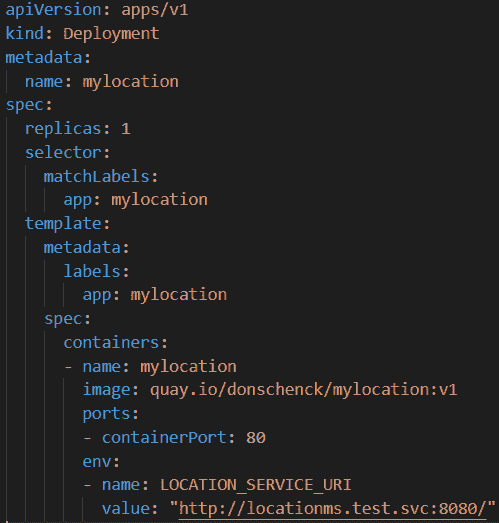 apiVersion: apps/v1
kind: Deployment
metadata:
  name: mylocation
spec:
  replicas: 1
  selector:
    matchLabels:
      app: mylocation
  template:
    metadata:
      labels:
        app: mylocation
    spec:
      containers:
      - name: mylocation
        image: quay.io/donschenck/mylocation:v1
        ports:
        - containerPort: 80
        env:
        - name: LOCATION_SERVICE_URI
          value: "http://locationms.test.svc:8080/"